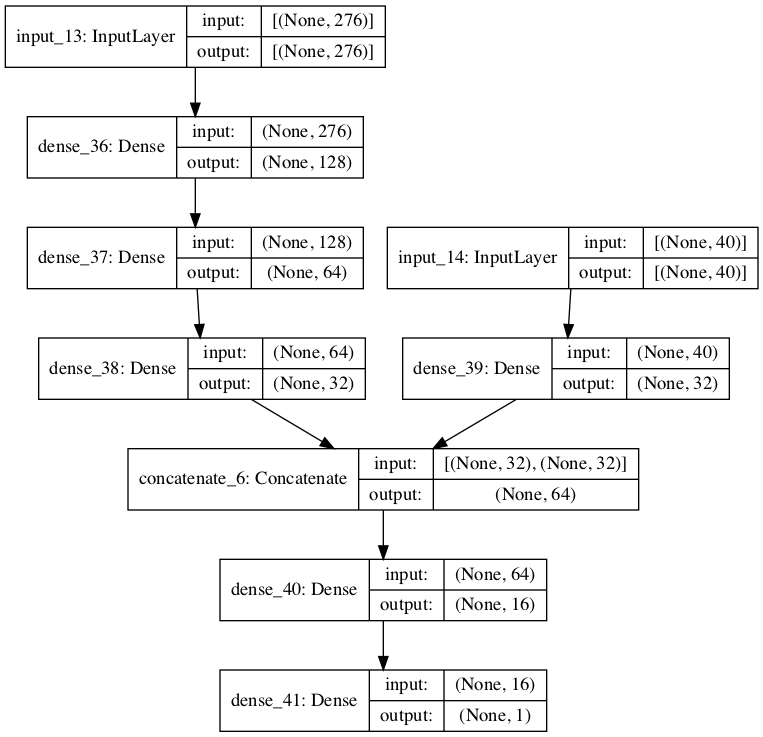 input_13: InputLayer
input: [(None, 276)]
output: [(None, 276)]
dense_36: Dense
input: (None, 276)
output: (None, 128)
dense_37: Dense
input: (None, 128)
output: (None, 64)
input_14: InputLayer
input: [(None, 40)]
output: [(None, 40)]
dense_38: Dense
input: (None, 64)
output: (None, 32)
dense_39: Dense
input: (None, 40)
output: (None, 32)
concatenate_6: Concatenate
input: [(None, 32), (None, 32)]
output: (None, 64)
dense_40: Dense
input: (None, 64)
output: (None, 16)
dense_41: Dense
input: (None, 16)
output: (None, 1)